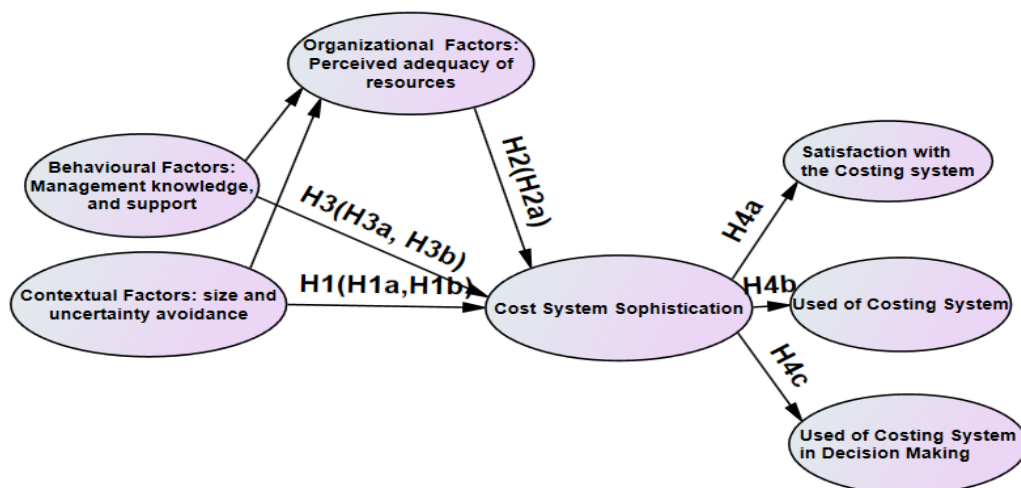 Organizational Factors:
Perceived adequacy of
resources
Behavioural Factors:
Management knowledge,
and support
H2(H2a)
Satisfaction with
the Costing system
H3(H3a, H3b)
H4a
Contextual Factors: size and
uncertainty avoidance
H1(H1a,H1b)
Cost System Sophistication
H4b
Used of Costing System
H4c
Used of Costing System
in Decision Making